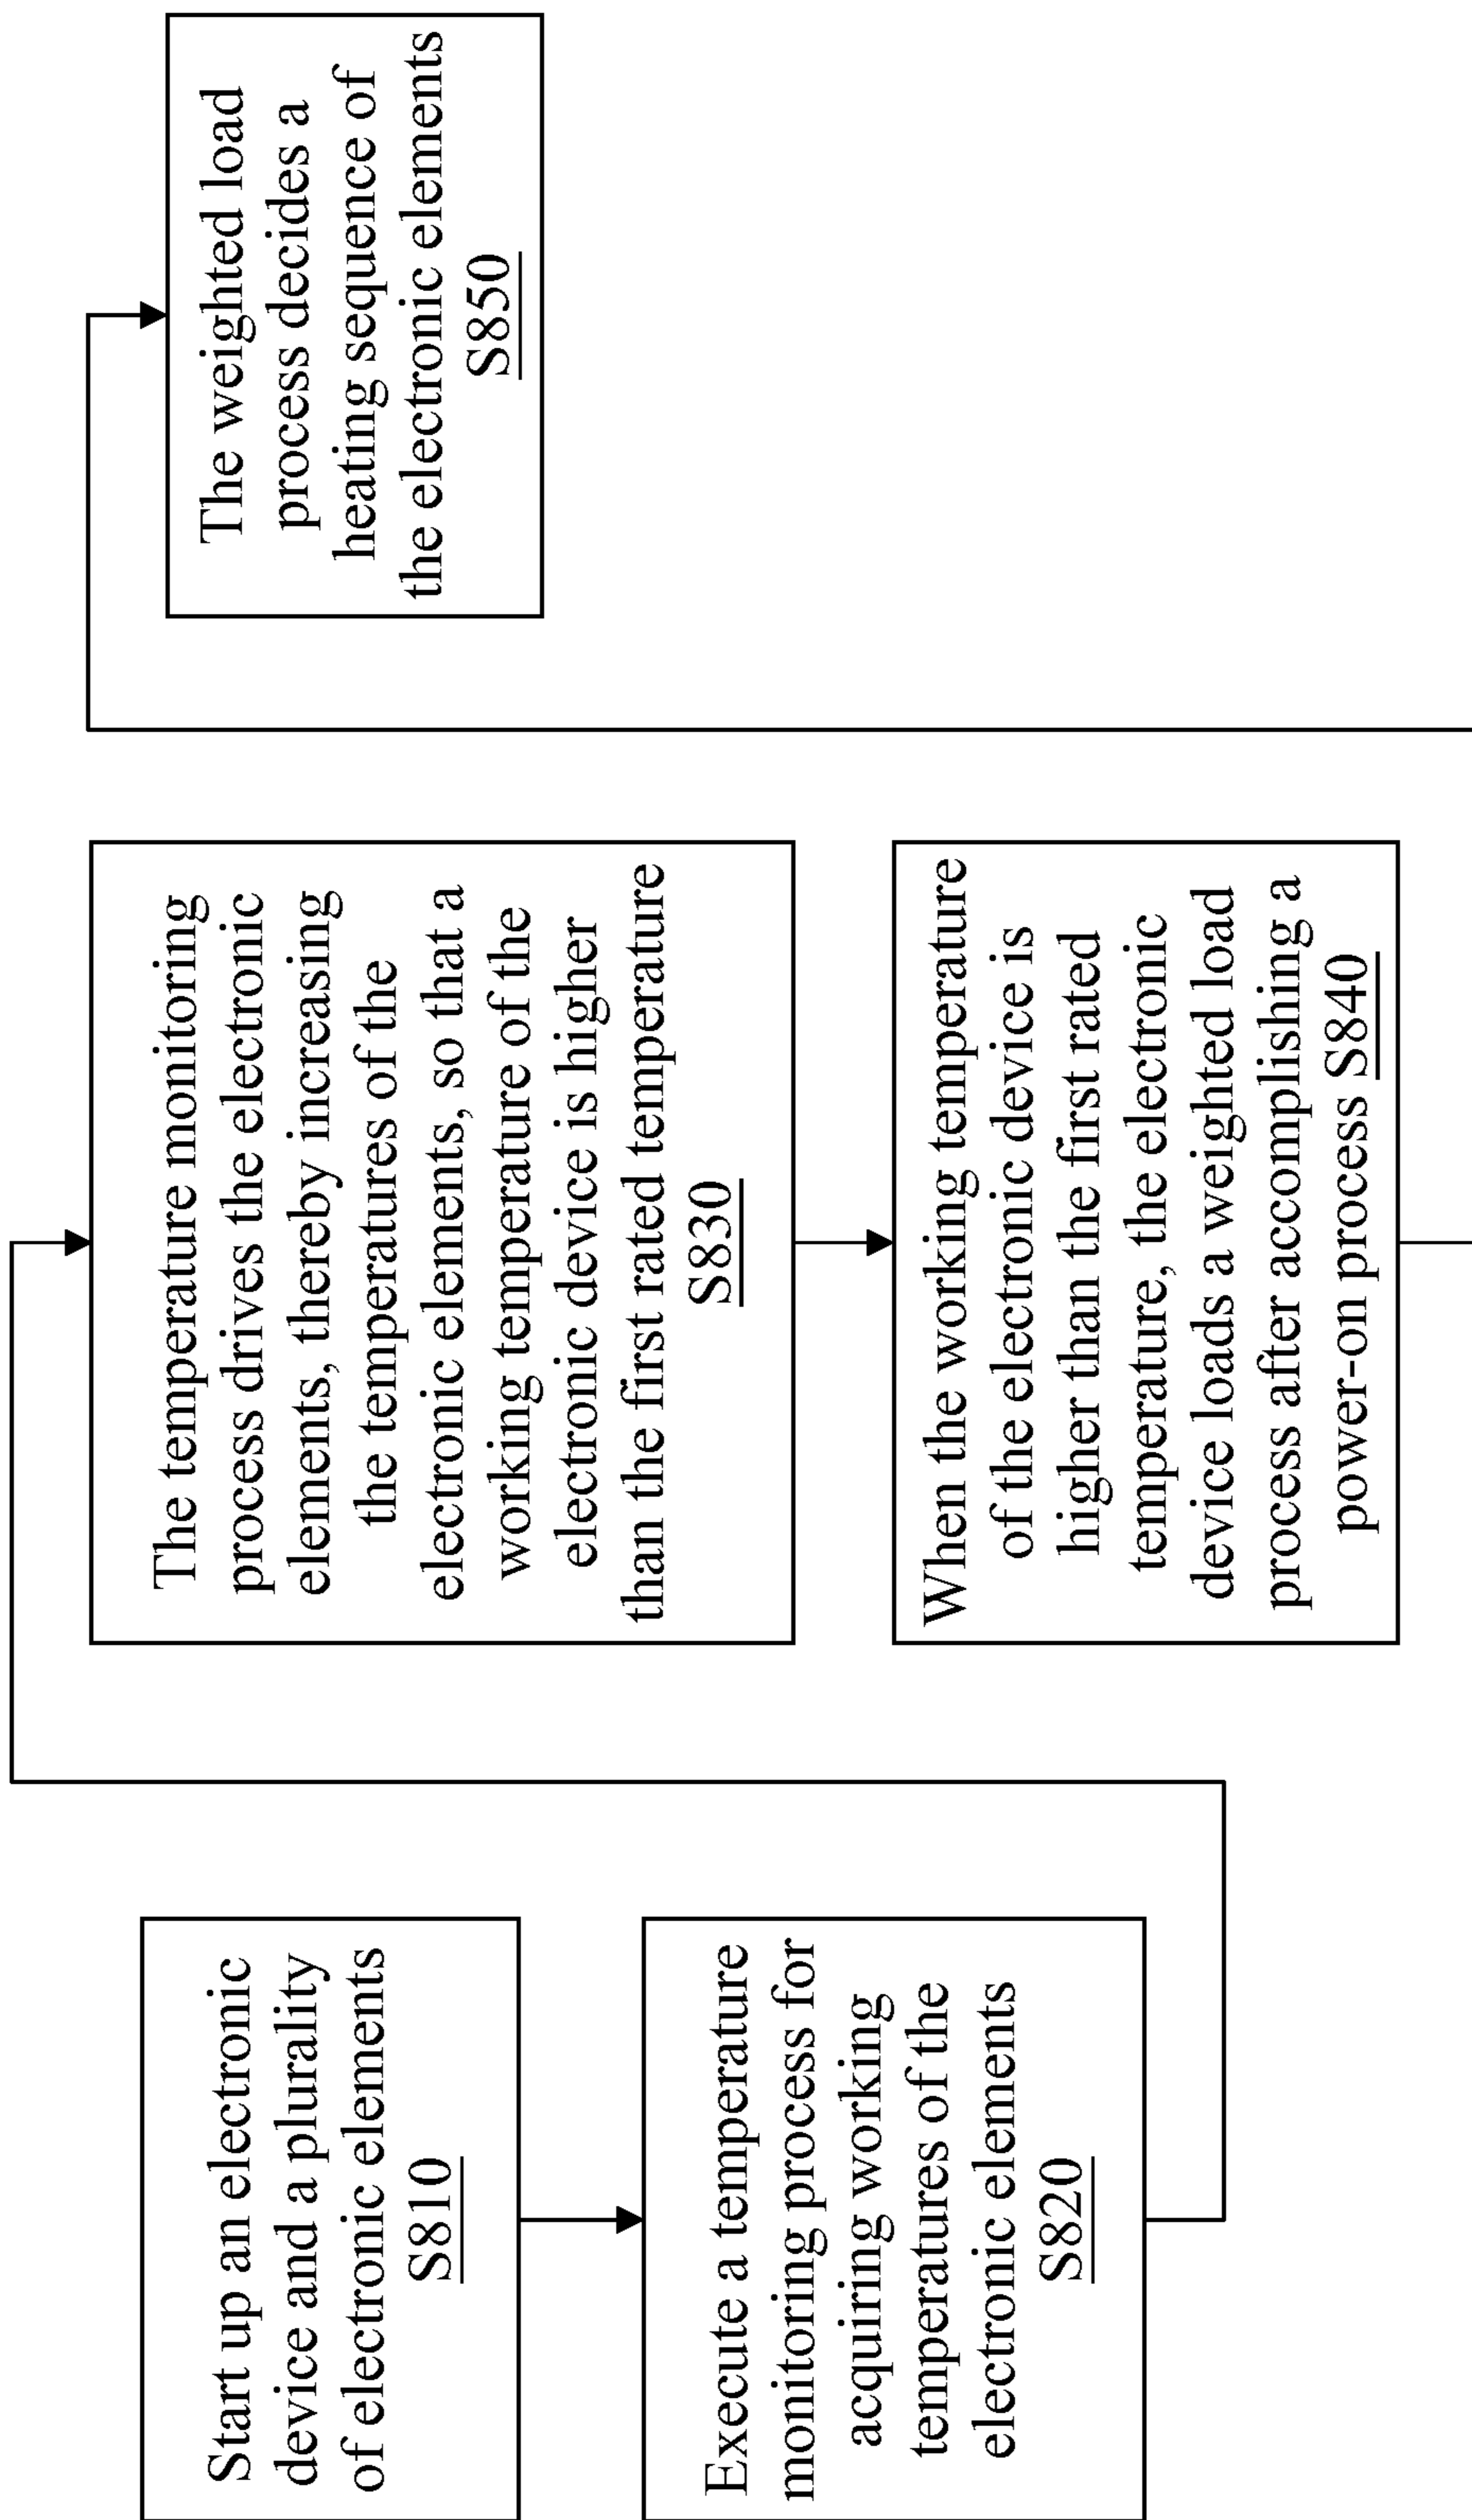 Start up an electronic
device and a plurality
of electronic elements
S810
Execute a temperature
monitoring process for
acquiring working
temperatures of the
electronic elements
S820
The temperature monitoring
process drives the electronic
elements, thereby increasing
the temperatures of the
electronic elements, so that a
working temperature of the
electronic device is higher
than the first rated temperature
S830
When the working temperature
of the electronic device is
higher than the first rated
temperature, the electronic
device loads a weighted load
process after accomplishing a
power-on process S840
The weighted load
process decides a
heating sequence of
the electronic elements
S850